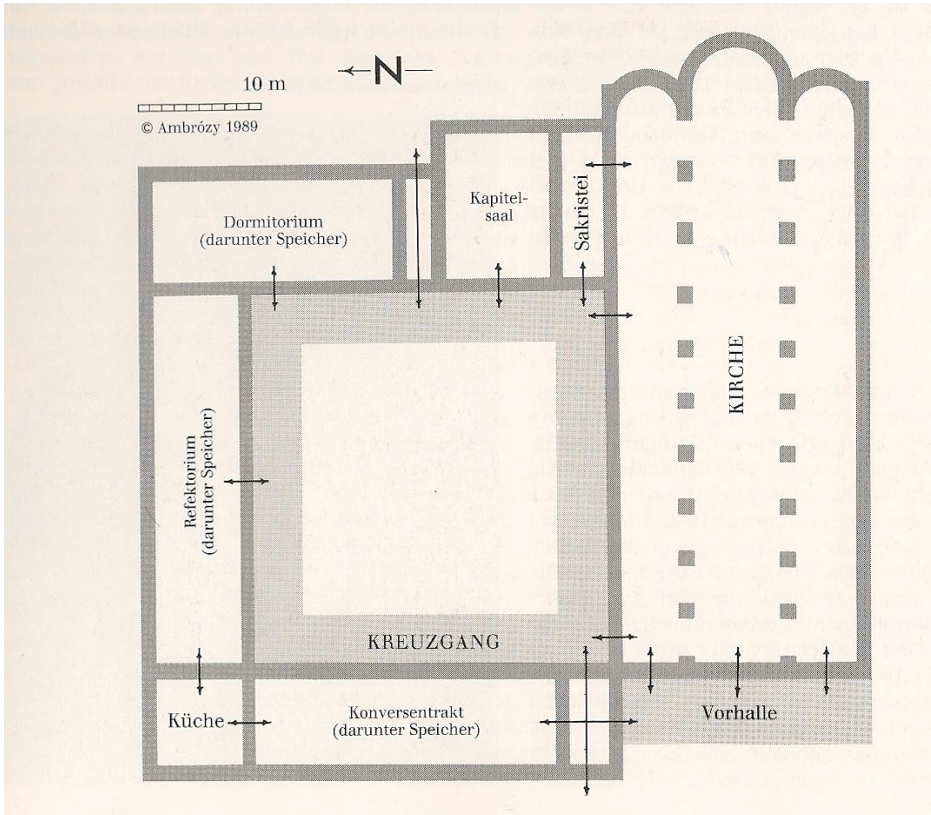 N
10 m
© Ambrózy 1989
Dormitorium
(darunter Speicher)
Kapitel-
saal
Sakristei
KIRCHE
Refektorium
(darunter Speicher)
KREUZGANG
Küche
Konversentrakt
(darunter Speicher)
Vorhalle